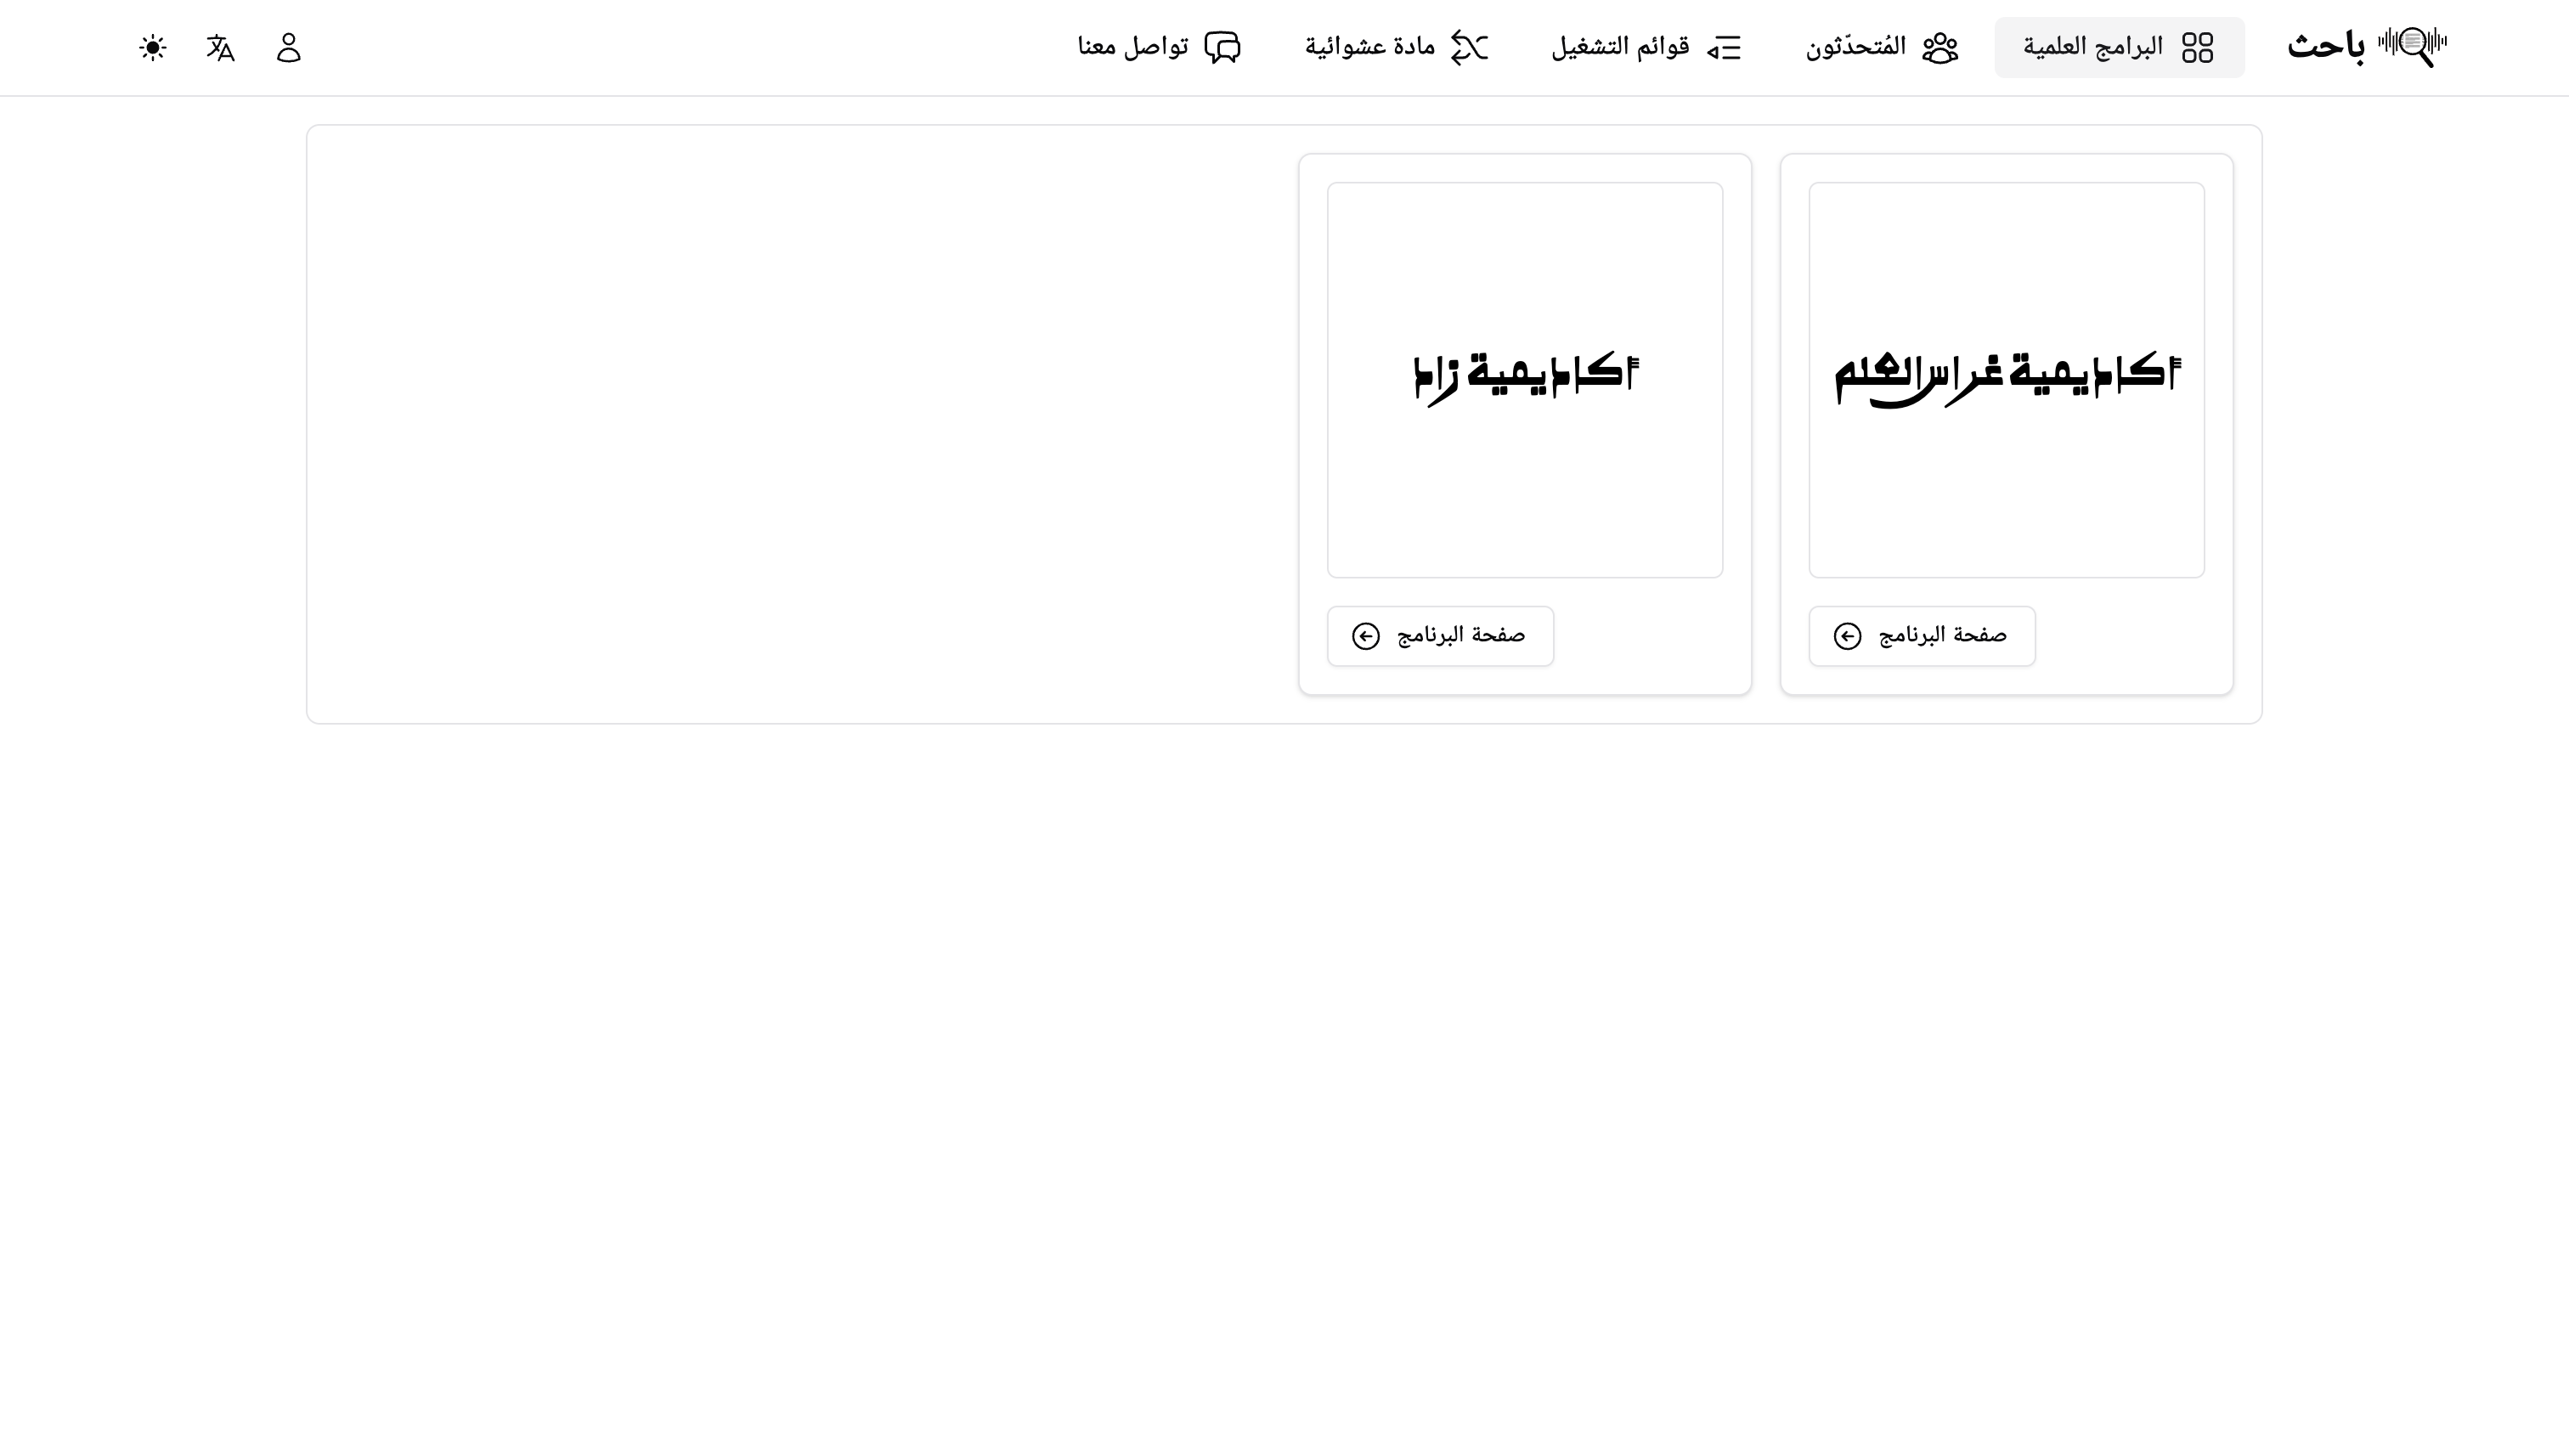 باحث
البرامج العلمية
المُتحدّثون
قوائم التشغيل
مادة عشوائية
تواصل معنا
أكاديمية غراس العلم
صفحة البرنامج
أكاديمية زاد
صفحة البرنامج